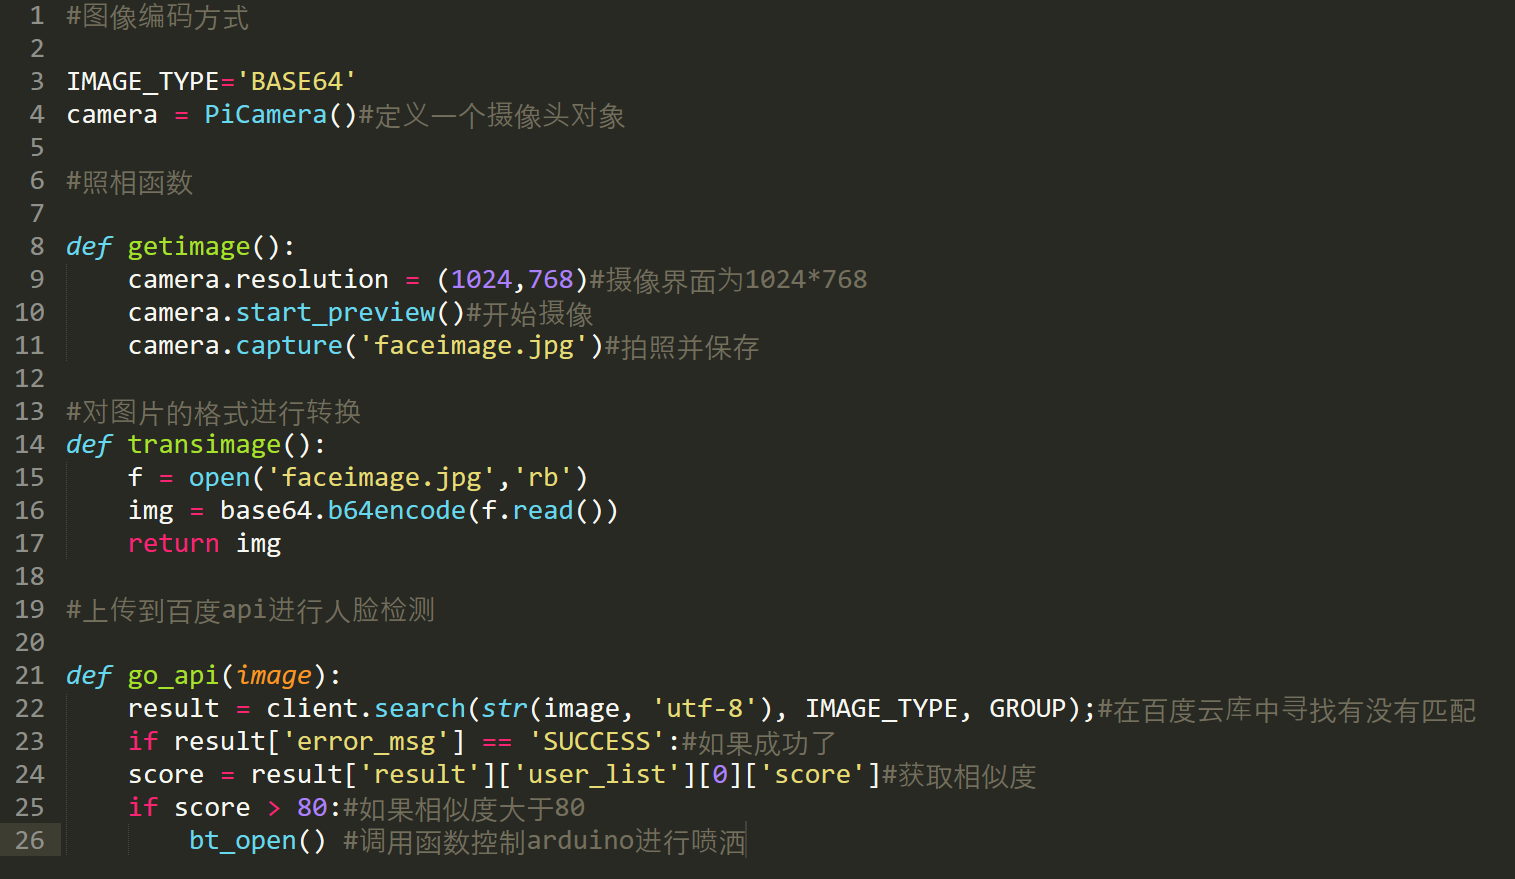 1 #图像编码方式
2
3 IMAGE_TYPE='BASE64'
4 camera = PiCamera()#定义一个摄像头对象
5
6 #照相函数
7
8 def getimage():
9     camera.resolution = (1024,768)#摄像界面为1024*768
10     camera.start_preview()#开始摄像
11     camera.capture('faceimage.jpg')#拍照并保存
12
13 #对图片的格式进行转换
14 def transimage():
15     f = open('faceimage.jpg','rb')
16     img = base64.b64encode(f.read())
17     return img
18
19 #上传到百度api进行人脸检测
20
21 def go_api(image):
22     result = client.search(str(image, 'utf-8'), IMAGE_TYPE, GROUP);#在百度云库中寻找有没有匹配
23     if result['error_msg'] == 'SUCCESS':#如果成功了
24     score = result['result']['user_list'][0]['score']#获取相似度
25     if score > 80:#如果相似度大于80
26         bt_open() #调用函数控制arduino进行喷洒